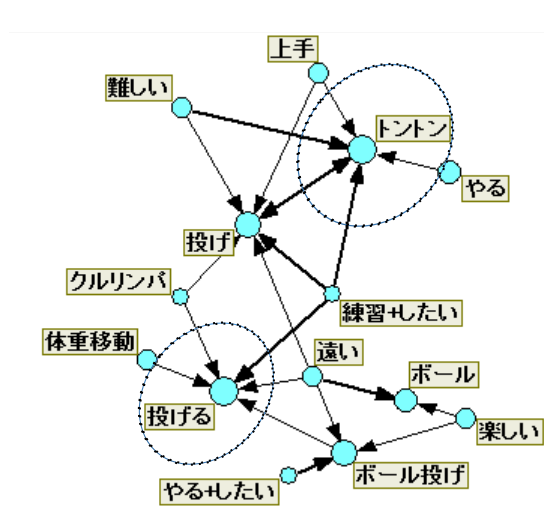 上手
難しい
トントン
やる
投げ
クルリンパ
練習+したい
体重移動
遠い
ボール
投げる
楽しい
ボール投げ
やる+したい